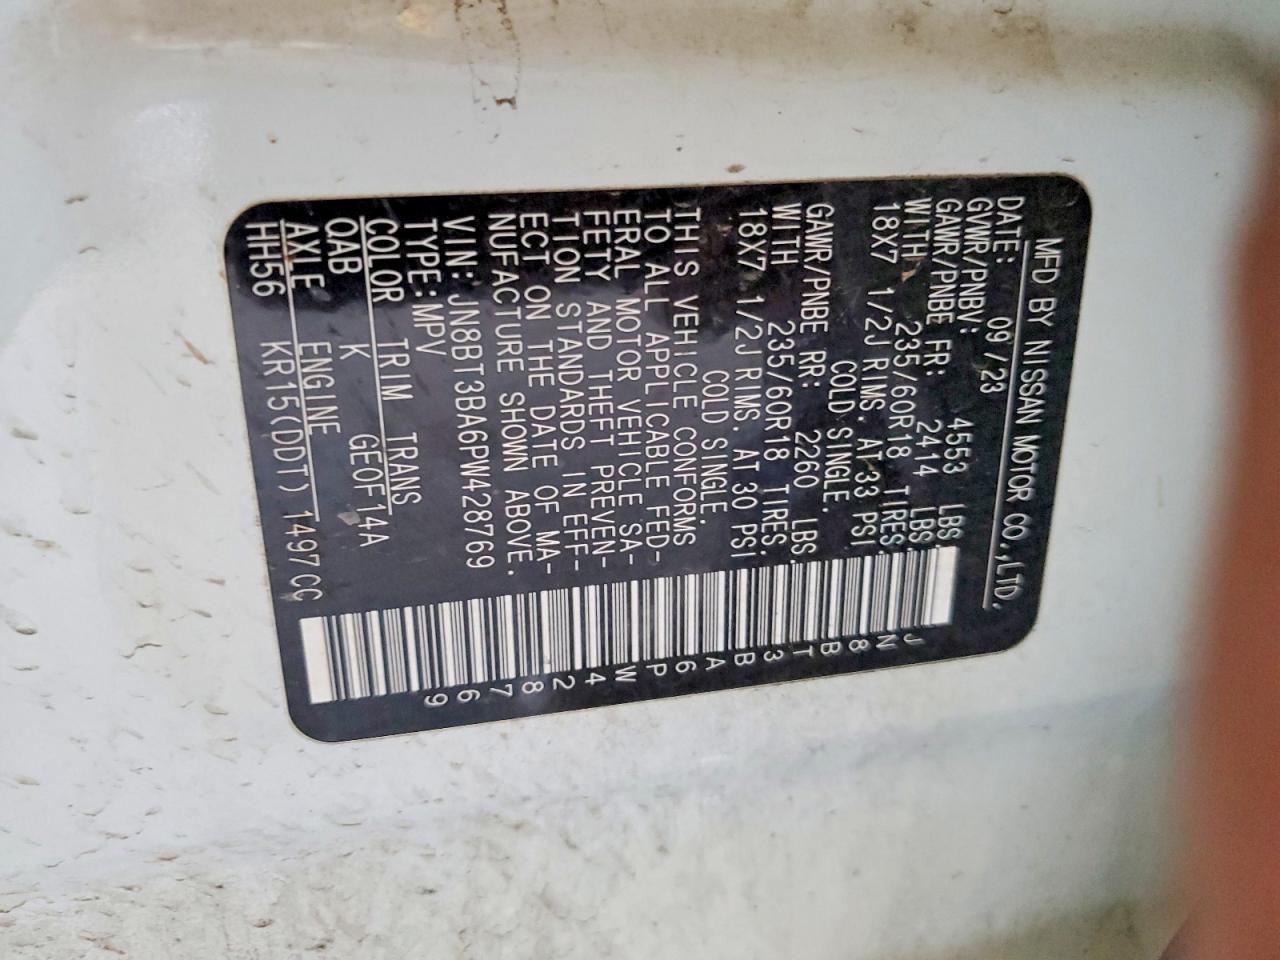 MFD BY NISSAN MOTOR CO.,LTD.
DATE: 09/23
GVWR/PNBV: 4553 LBS
GAWR/PNBE FR: 2414 LBS.
WITH 235/60R18 TIRES.
18X7 1/2J RIMS. AT 33 PSI
COLD SINGLE.
GAWR/PNBE RR: 2260 LBS.
WITH 235/60R18 TIRES.
18X7 1/2J RIMS. AT 30 PSI
COLD SINGLE.
THIS VEHICLE CONFORMS
TO ALL APPLICABLE FED-
ERAL MOTOR VEHICLE SA-
FETY AND THEFT PREVEN-
TION STANDARDS IN EFF-
ECT ON THE DATE OF MA-
NUFACTURE SHOWN ABOVE.
VIN: JN8BT3BA6PW428769
TYPE: MPV
COLOR TRIM TRANS
QAB K GE0F14A
AXLE ENGINE
HH56 KR15(DDT) 1497CC
JN8BT3BA6PW428769